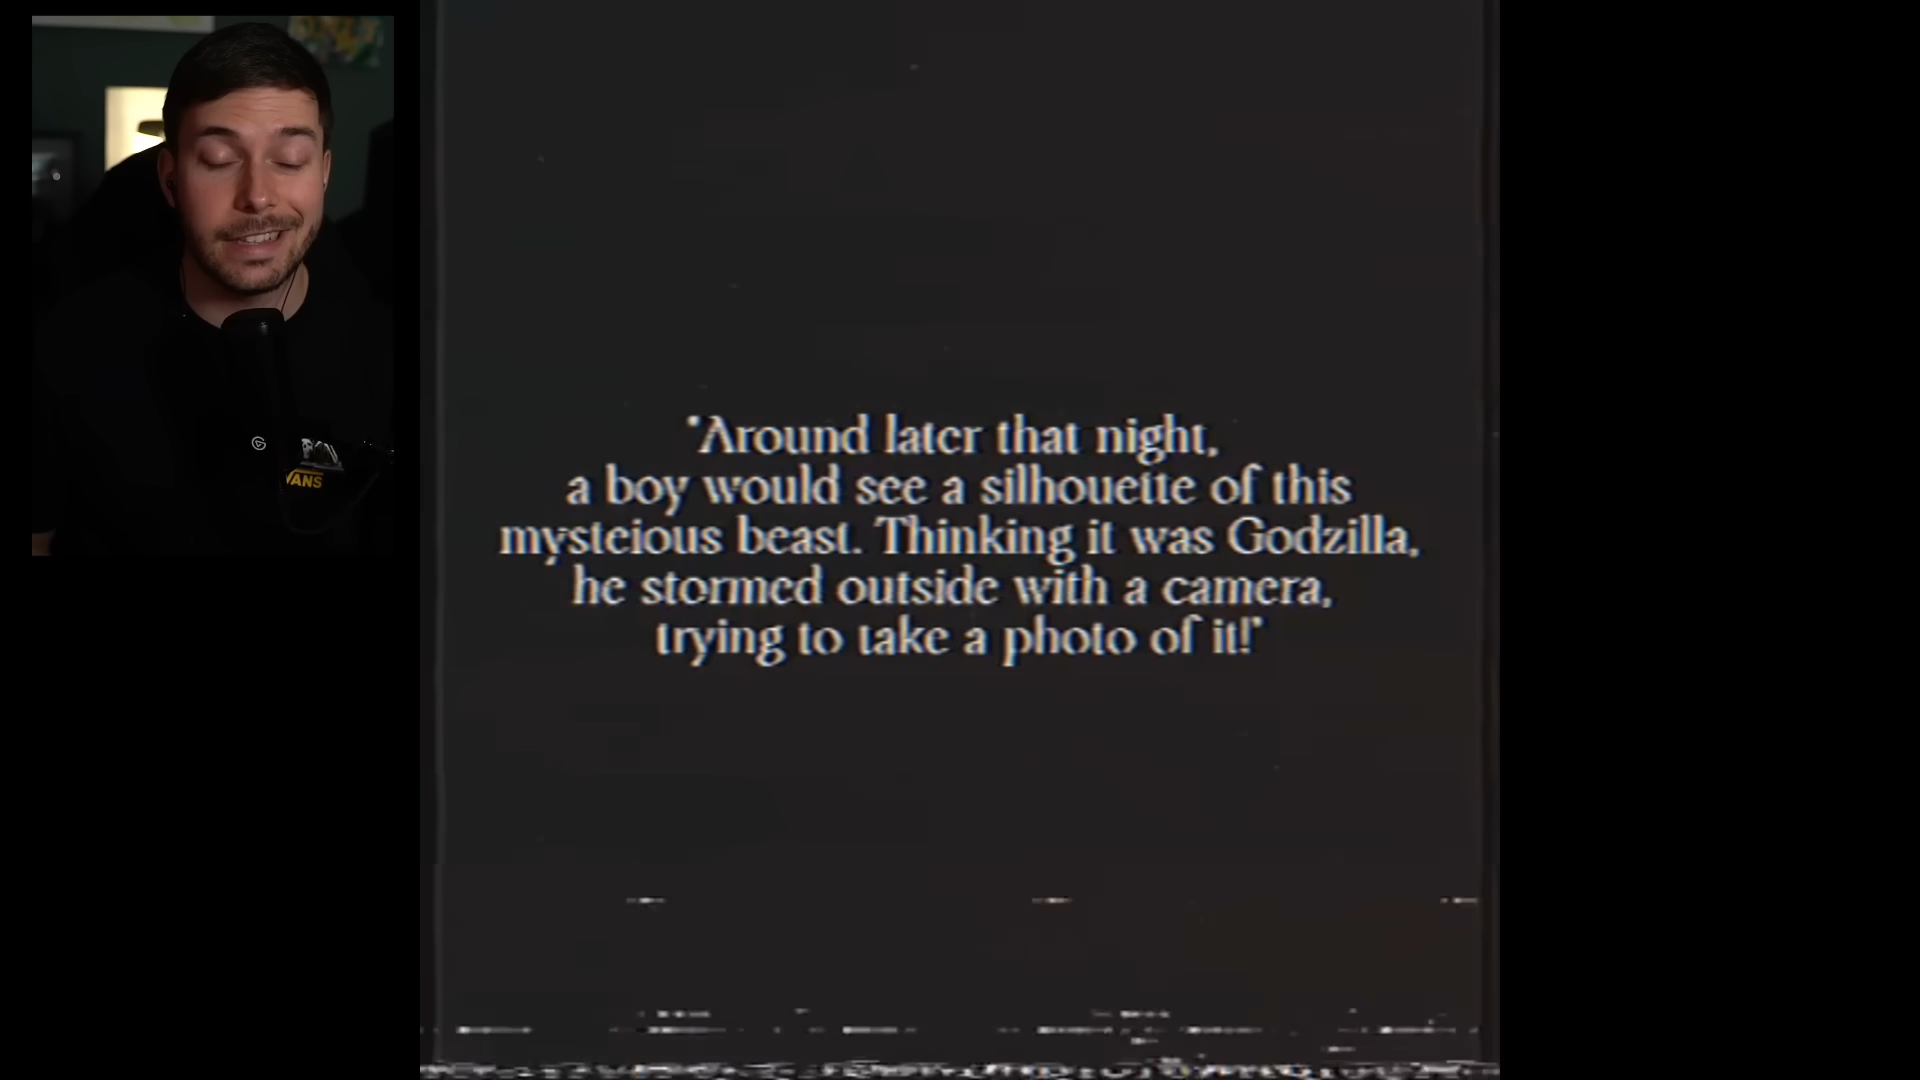 "Around later that night,
a boy would see a silhouette of this
mysteious beast. Thinking it was Godzilla,
he stormed outside with a camera,
trying to take a photo of it!"
VANS